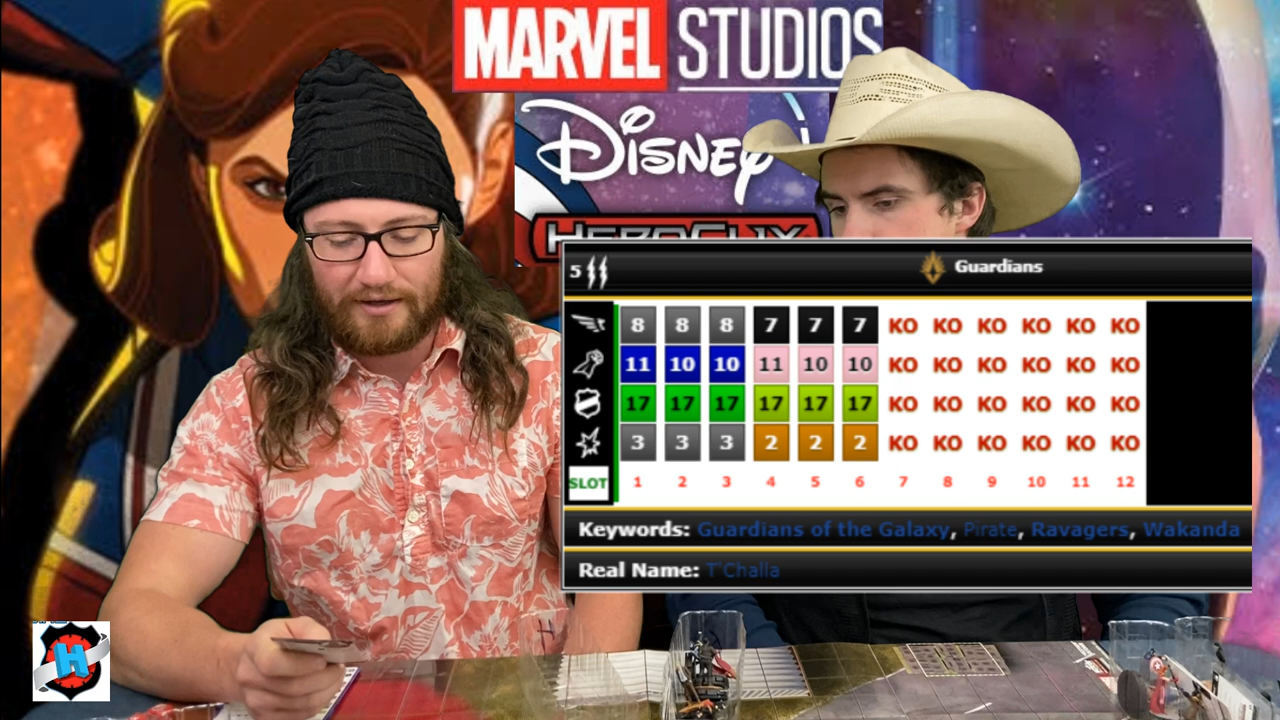 MARVEL STUDIOS
DISNEY
HEROCLIX
5 Guardians
8 8 8 7 7 7 KO KO KO KO KO KO
11 10 10 11 10 10 KO KO KO KO KO KO
17 17 17 17 17 17 KO KO KO KO KO KO
3 3 3 2 2 2 KO KO KO KO KO KO
SLOT 1 2 3 4 5 6 7 8 9 10 11 12
Keywords: Guardians of the Galaxy, Pirate, Ravagers, Wakanda
Real Name: T'Challa
H